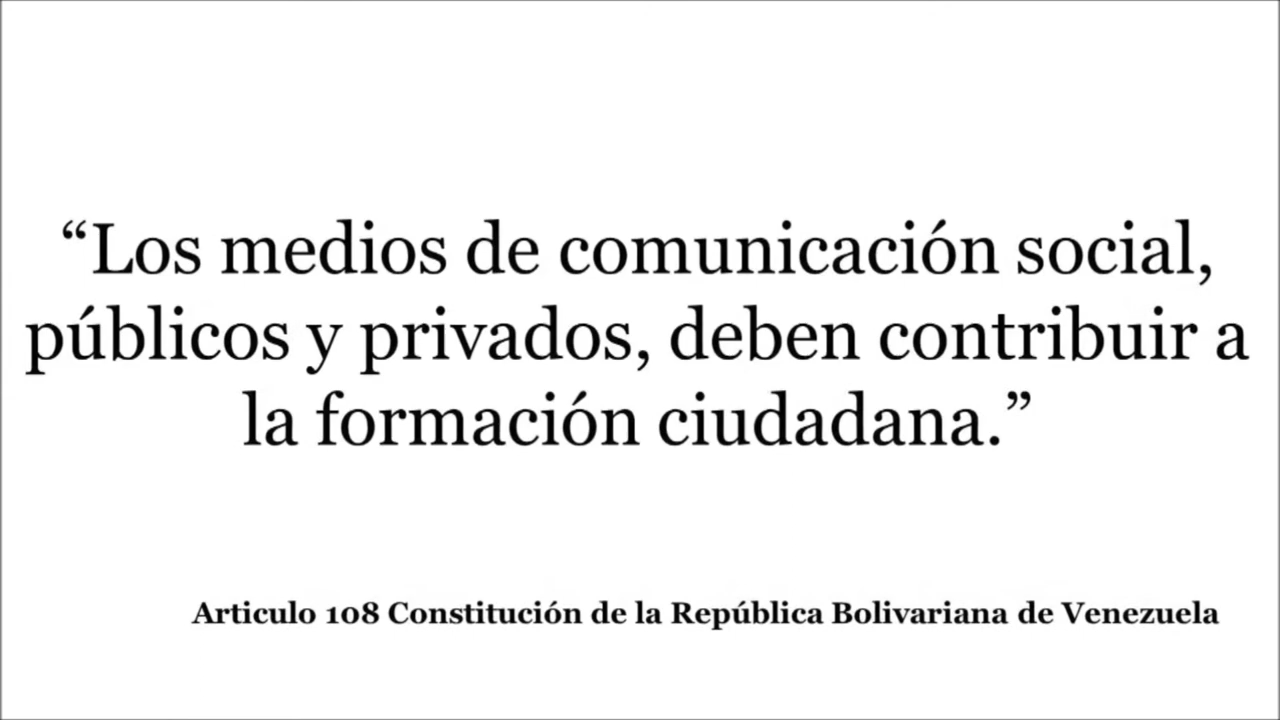 “Los medios de comunicación social,
públicos y privados, deben contribuir a
la formación ciudadana.”
Articulo 108 Constitución de la República Bolivariana de Venezuela